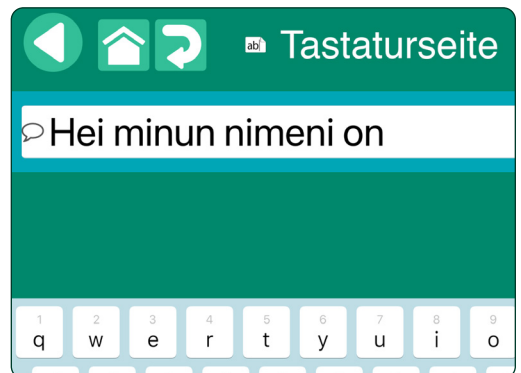 ab Tastaturseite
Hei minun nimeni on
1 2 3 4 5 6 7 8 9
q w e r t y u i o